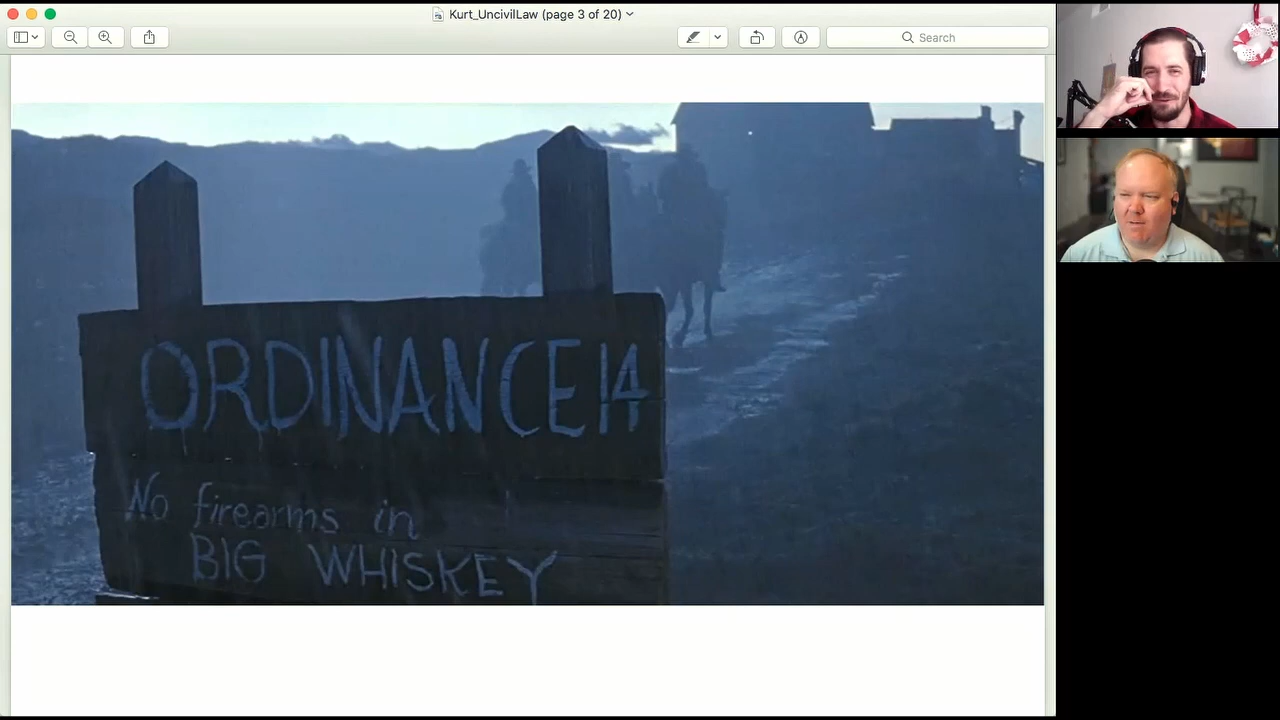 Kurt_UncivilLaw (page 3 of 20)
Search
ORDINANCE 14
No firearms in
BIG WHISKEY